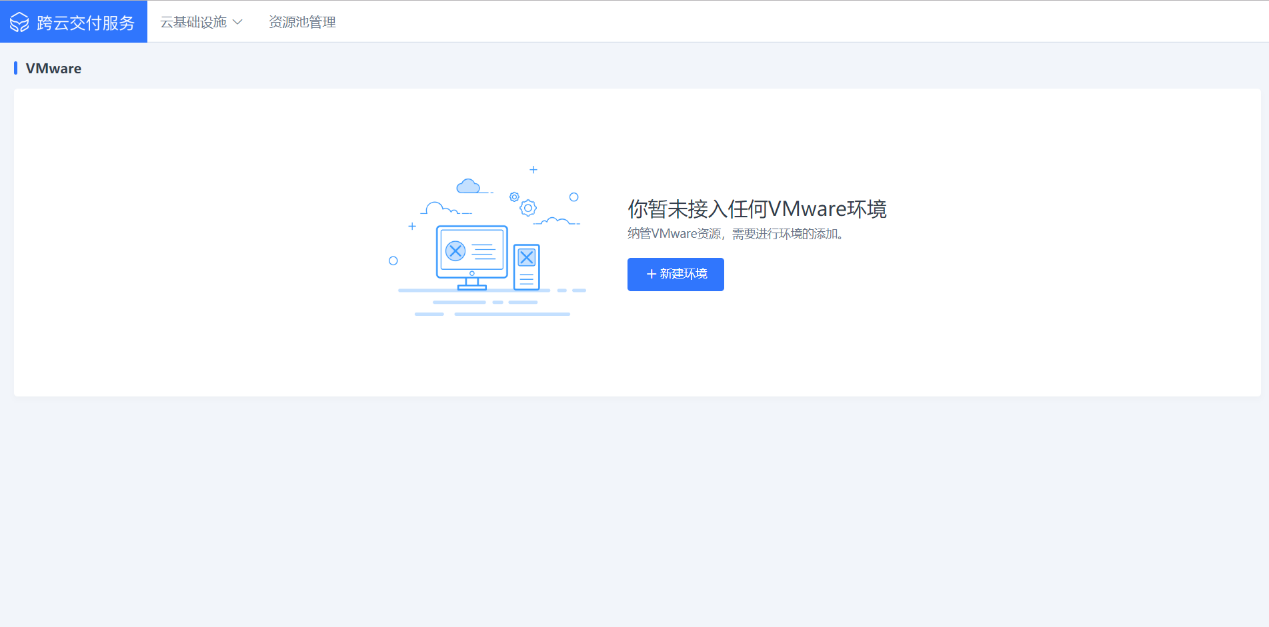 跨云交付服务 云基础设施 资源池管理
VMware
你暂未接入任何VMware环境
纳管VMware资源，需要进行环境的添加。
+ 新建环境